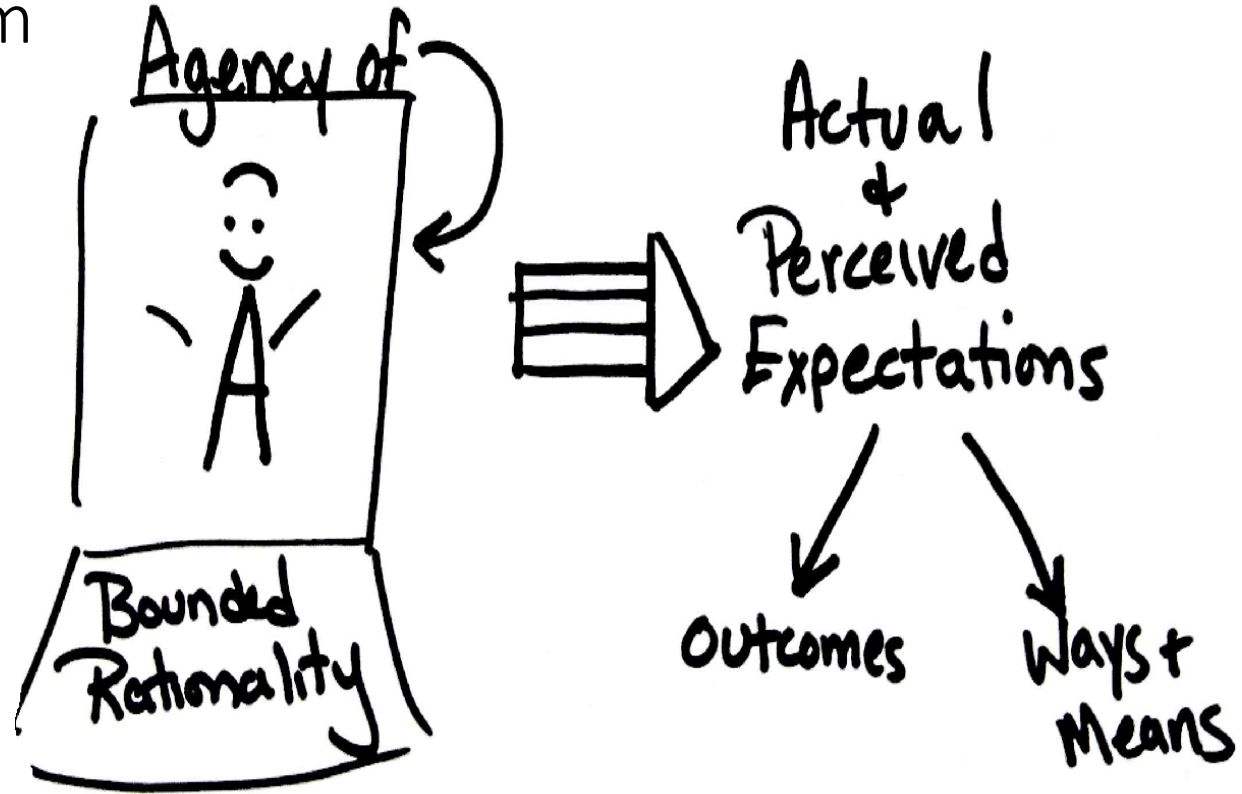 m
Agency of
A
Bounded
Rationality
Actual
&
Perceived
Expectations
Outcomes
Ways +
Means